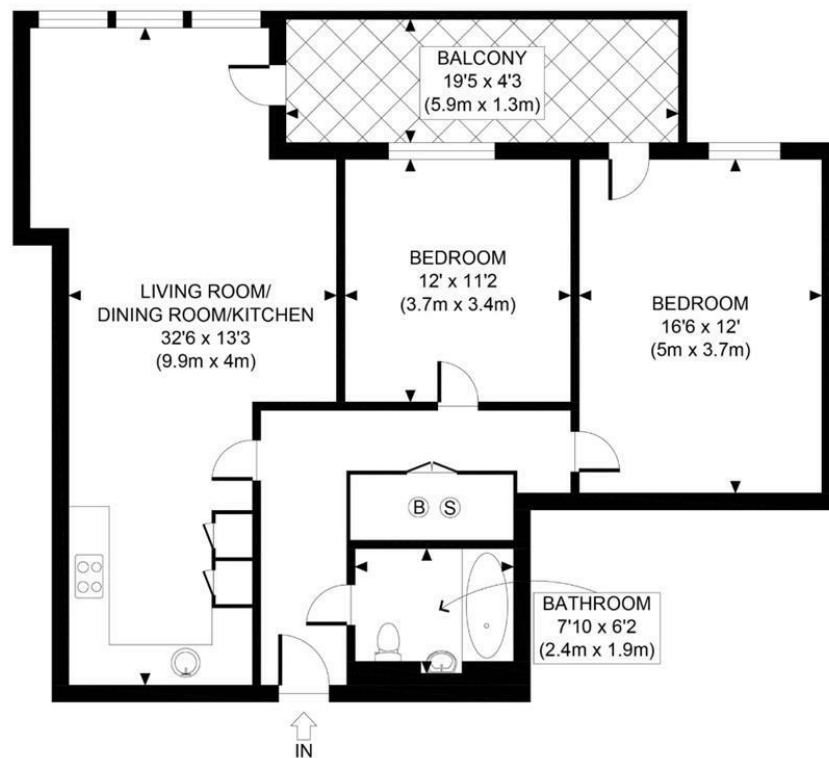 BALCONY
19'5 x 4'3
(5.9m x 1.3m)
LIVING ROOM/
DINING ROOM/KITCHEN
32'6 x 13'3
(9.9m x 4m)
BEDROOM
12' x 11'2
(3.7m x 3.4m)
BEDROOM
16'6 x 12'
(5m x 3.7m)
B S
BATHROOM
7'10 x 6'2
(2.4m x 1.9m)
IN